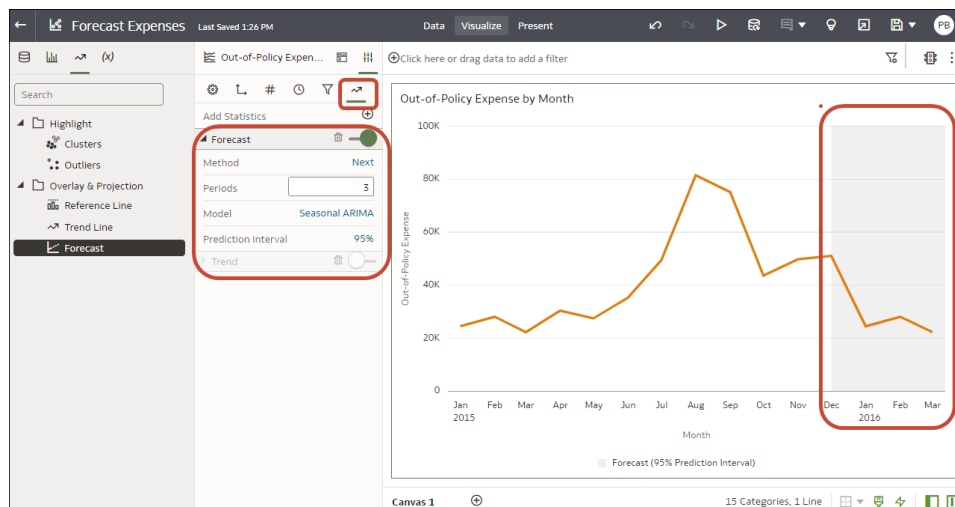 Forecast Expenses Last Saved 1:26 PM Data Visualize Present PB
(x) Out-of-Policy Expen... Click here or drag data to add a filter
Search
Highlight
Clusters
Outliers
Overlay & Projection
Reference Line
Trend Line
Forecast
#
Add Statistics
Forecast
Method Next
Periods 3
Model Seasonal ARIMA
Prediction Interval 95%
Trend
Out-of-Policy Expense by Month
100K
80K
60K
40K
20K
0
Out-of-Policy Expense
Jan Feb Mar Apr May Jun Jul Aug Sep Oct Nov Dec Jan Feb Mar
2015 2016
Month
Forecast (95% Prediction Interval)
Canvas 1 15 Categories, 1 Line